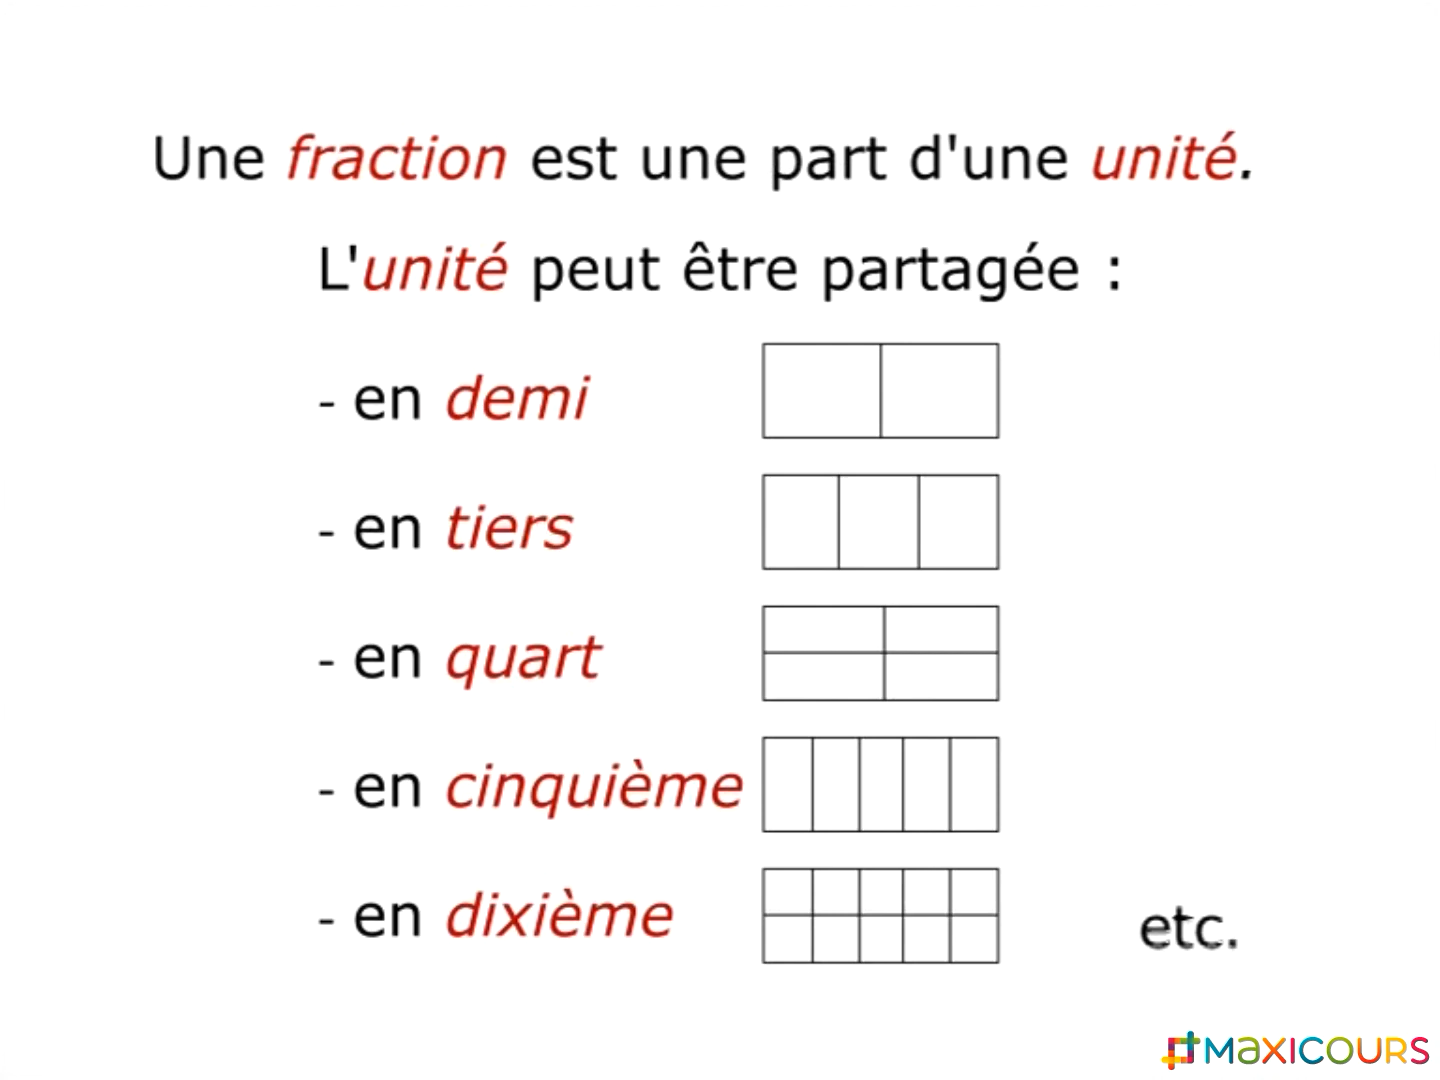 Une fraction est une part d'une unité.
L'unité peut être partagée :
- en demi
- en tiers
- en quart
- en cinquième
- en dixième
etc.
MAXICOURS